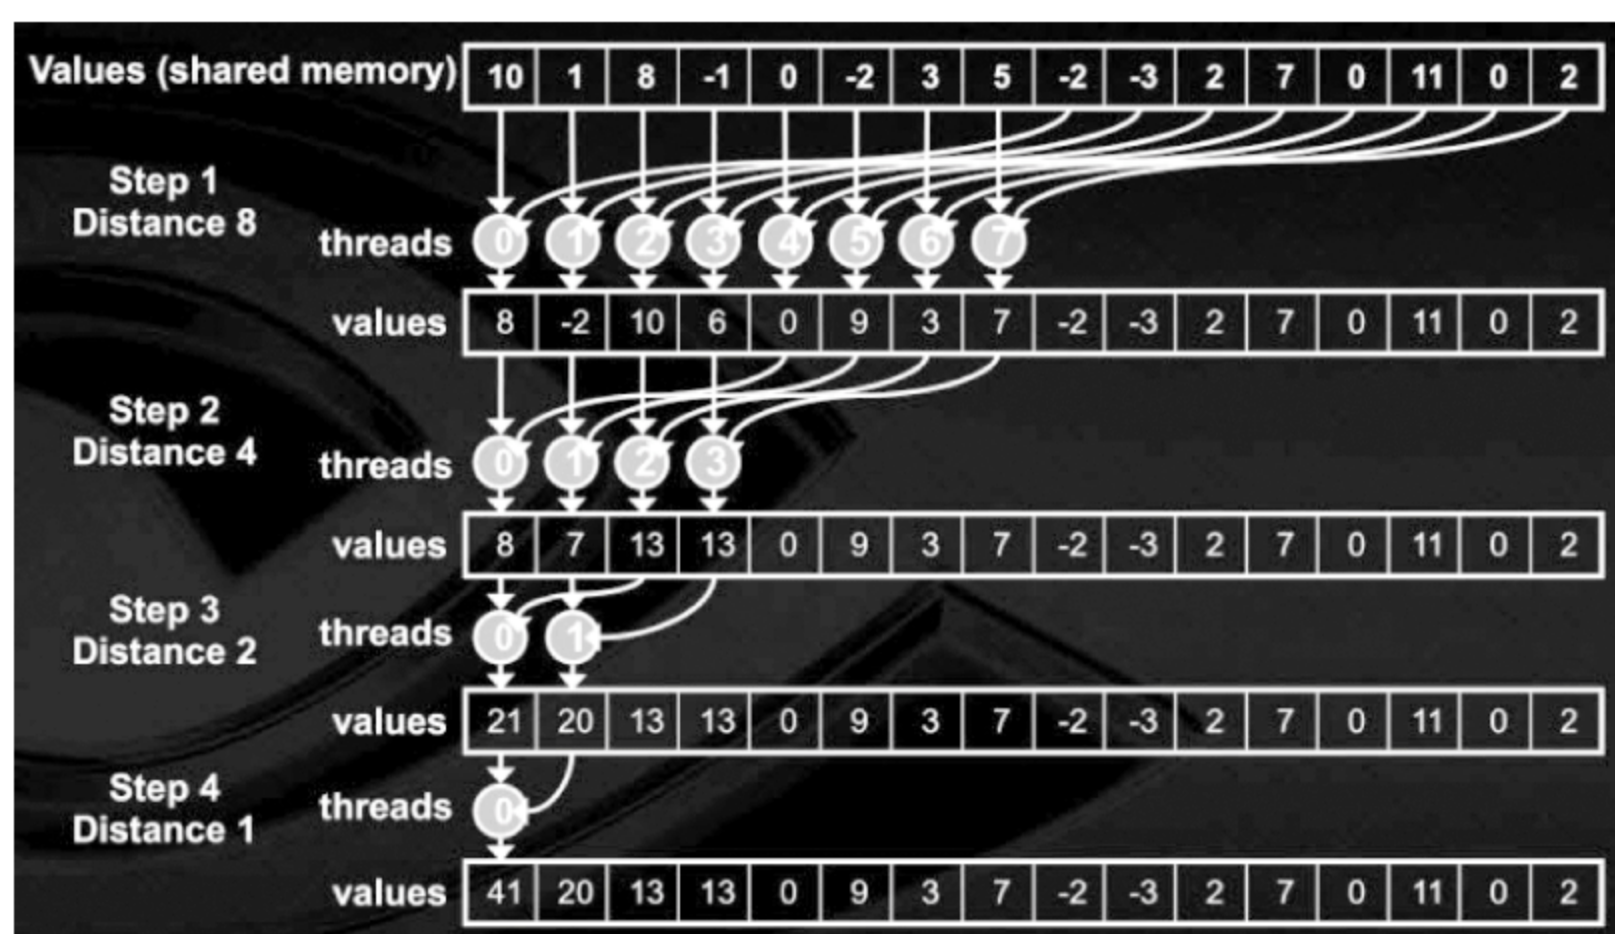 Values (shared memory) 10 1 8 -1 0 -2 3 5 -2 -3 2 7 0 11 0 2
Step 1
Distance 8
threads 0 1 2 3 4 5 6 7
values 8 -2 10 6 0 9 3 7 -2 -3 2 7 0 11 0 2
Step 2
Distance 4
threads 0 1 2 3
values 8 7 13 13 0 9 3 7 -2 -3 2 7 0 11 0 2
Step 3
Distance 2
threads 0 1
values 21 20 13 13 0 9 3 7 -2 -3 2 7 0 11 0 2
Step 4
Distance 1
threads 0
values 41 20 13 13 0 9 3 7 -2 -3 2 7 0 11 0 2